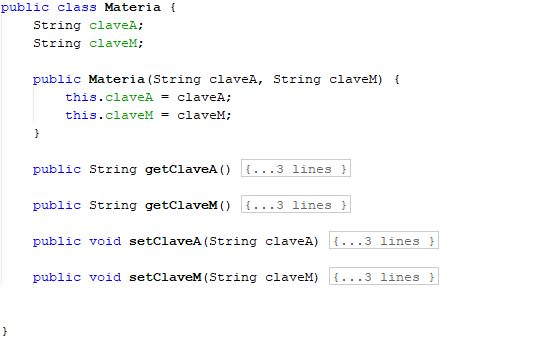 public class Materia {
String claveA;
String claveM;
public Materia(String claveA, String claveM) {
this.claveA = claveA;
this.claveM = claveM;
}
public String getClaveA() {...3 lines }
public String getClaveM() {...3 lines }
public void setClaveA(String claveA) {...3 lines }
public void setClaveM(String claveM) {...3 lines }
}